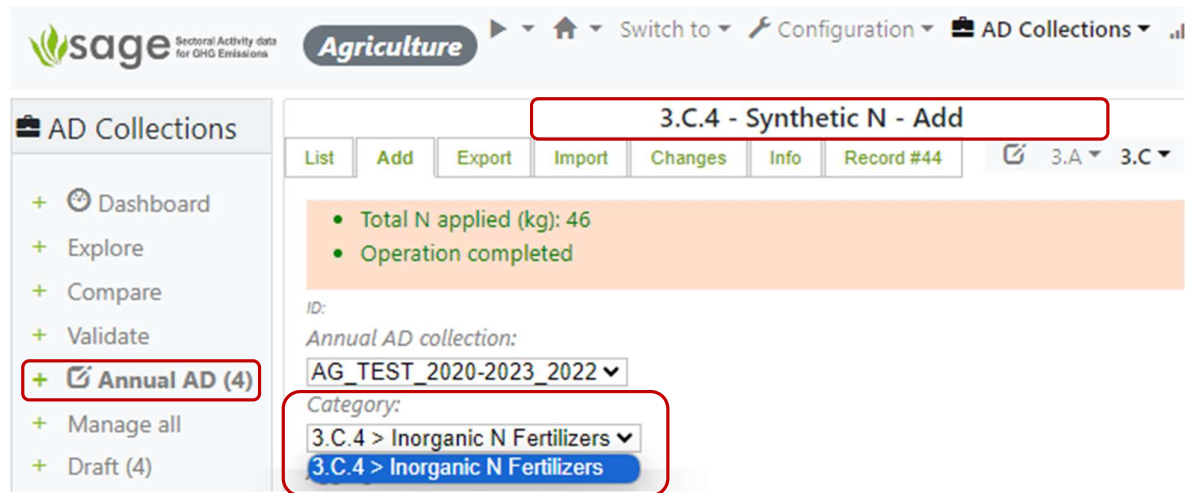 sage Sectoral Activity data for GHG Emissions
Agriculture Switch to Configuration AD Collections
AD Collections
3.C.4 - Synthetic N - Add
List Add Export Import Changes Info Record #44 3.A 3.C
+ Dashboard
+ Explore
+ Compare
+ Validate
+ Annual AD (4)
+ Manage all
+ Draft (4)
• Total N applied (kg): 46
• Operation completed
ID:
Annual AD collection:
AG_TEST_2020-2023_2022
Category:
3.C.4 > Inorganic N Fertilizers
3.C.4 > Inorganic N Fertilizers